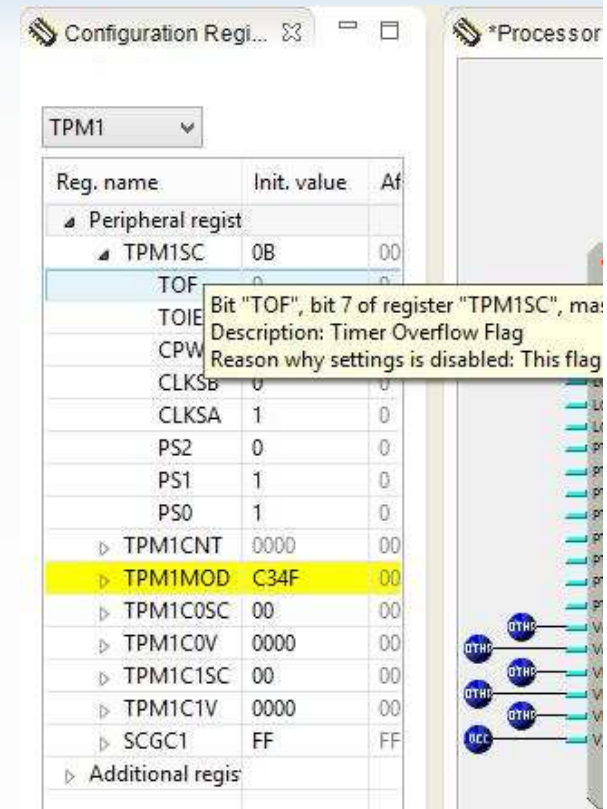 Configuration Regi...
*Processor
TPM1
Reg. name Init. value Af
Peripheral regist
TPM1SC 0B 00
TOF 0 0
Bit "TOF", bit 7 of register "TPM1SC", mas
TOIE
Description: Timer Overflow Flag
CPW
Reason why settings is disabled: This flag
CLKSB 0 0
CLKSA 1 0
PS2 0 0
PS1 1 0
PS0 1 0
TPM1CNT 0000 00
TPM1MOD C34F 00
TPM1C0SC 00 00
TPM1C0V 0000 00
TPM1C1SC 00 00
TPM1C1V 0000 00
SCGC1 FF FF
Additional regis